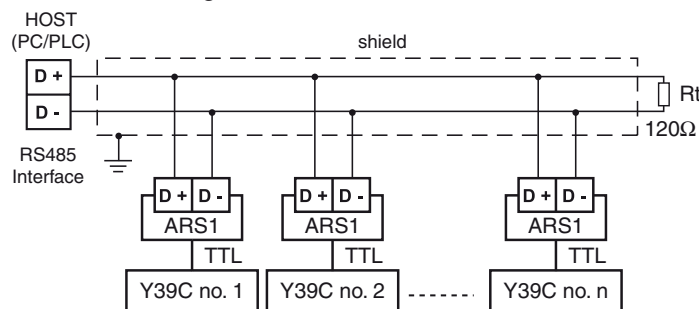 HOST
(PC/PLC)
shield
D +
D -
Rt
120Ω
RS485
Interface
D + D -
D + D -
D + D -
ARS1
ARS1
ARS1
TTL
TTL
TTL
Y39C no. 1
Y39C no. 2
Y39C no. n